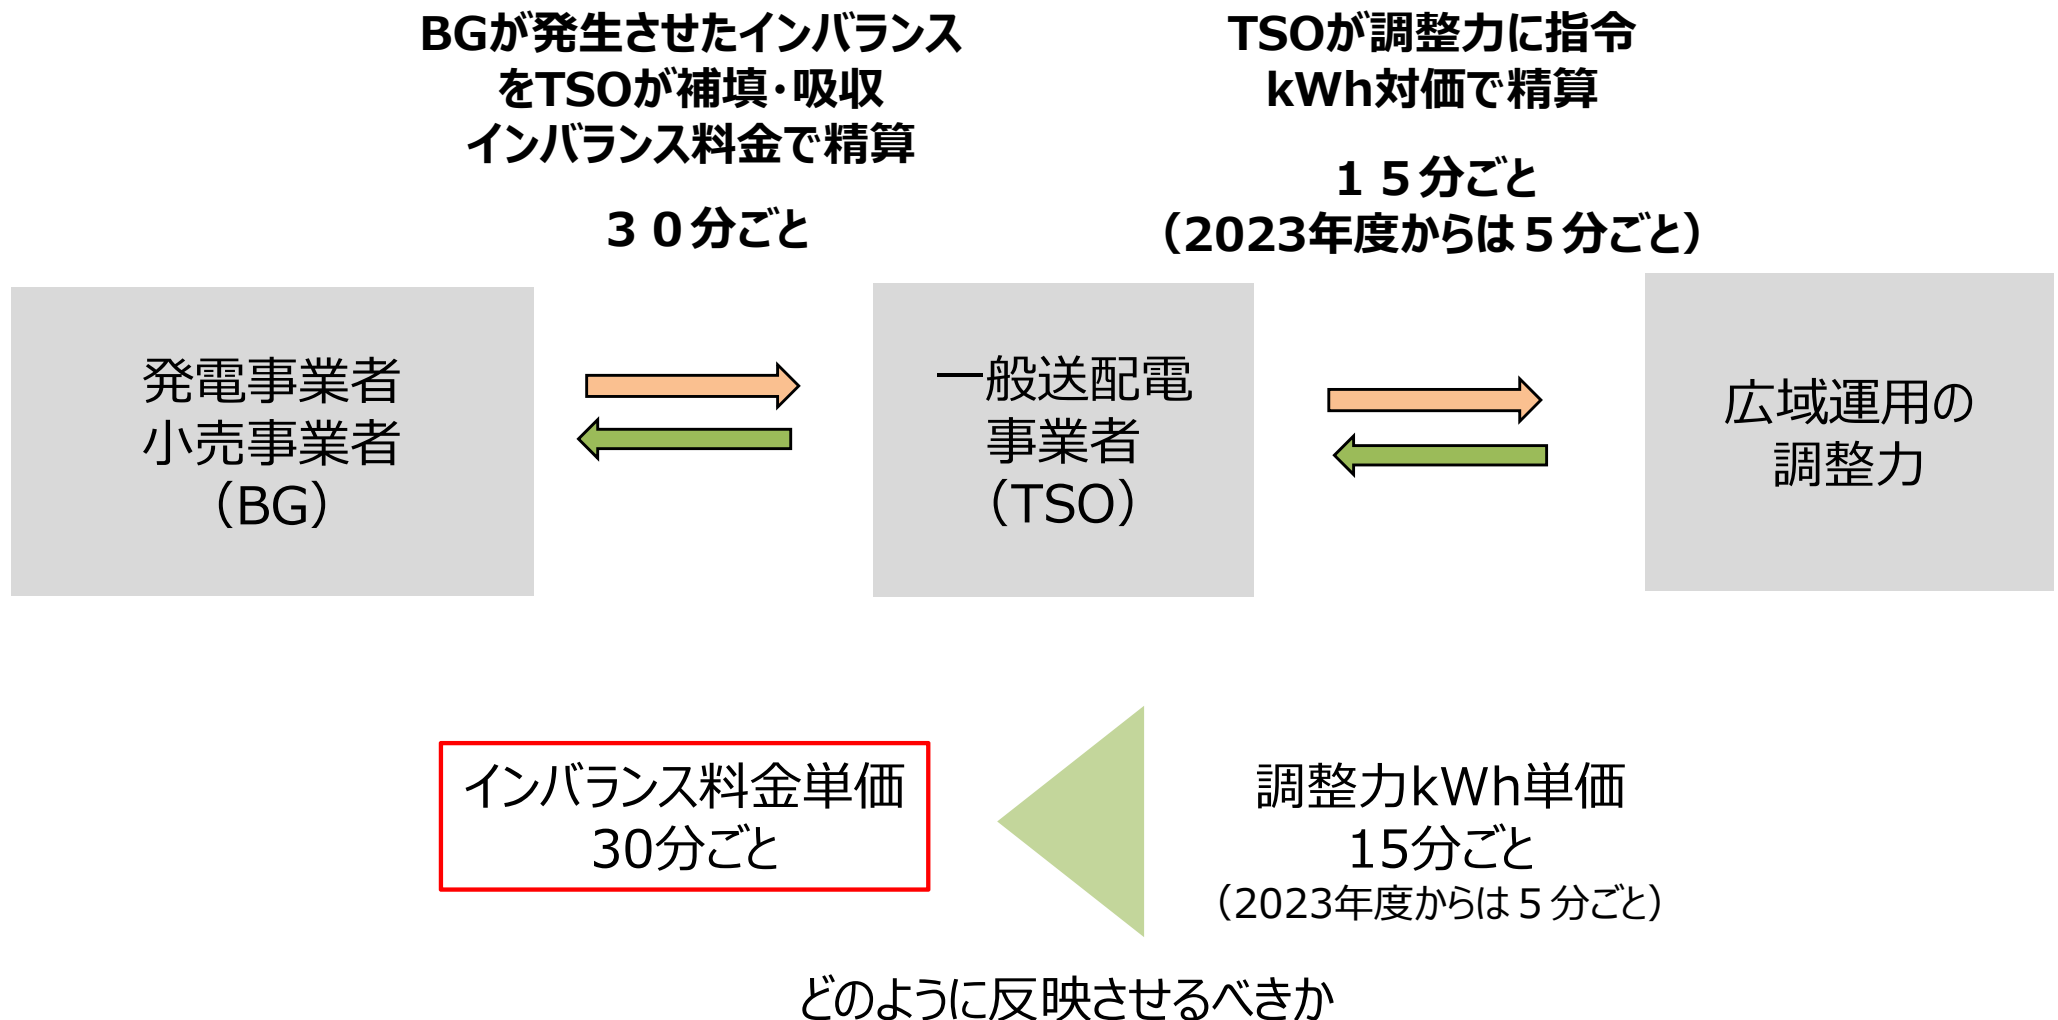 BGが発生させたインバランス
をTSOが補填・吸収
インバランス料金で精算
３０分ごと
TSOが調整力に指令
kWh対価で精算
１５分ごと
（2023年度からは５分ごと）
発電事業者
小売事業者
（BG）
一般送配電
事業者
（TSO）
広域運用の
調整力
インバランス料金単価
30分ごと
調整力kWh単価
15分ごと
（2023年度からは５分ごと）
どのように反映させるべきか